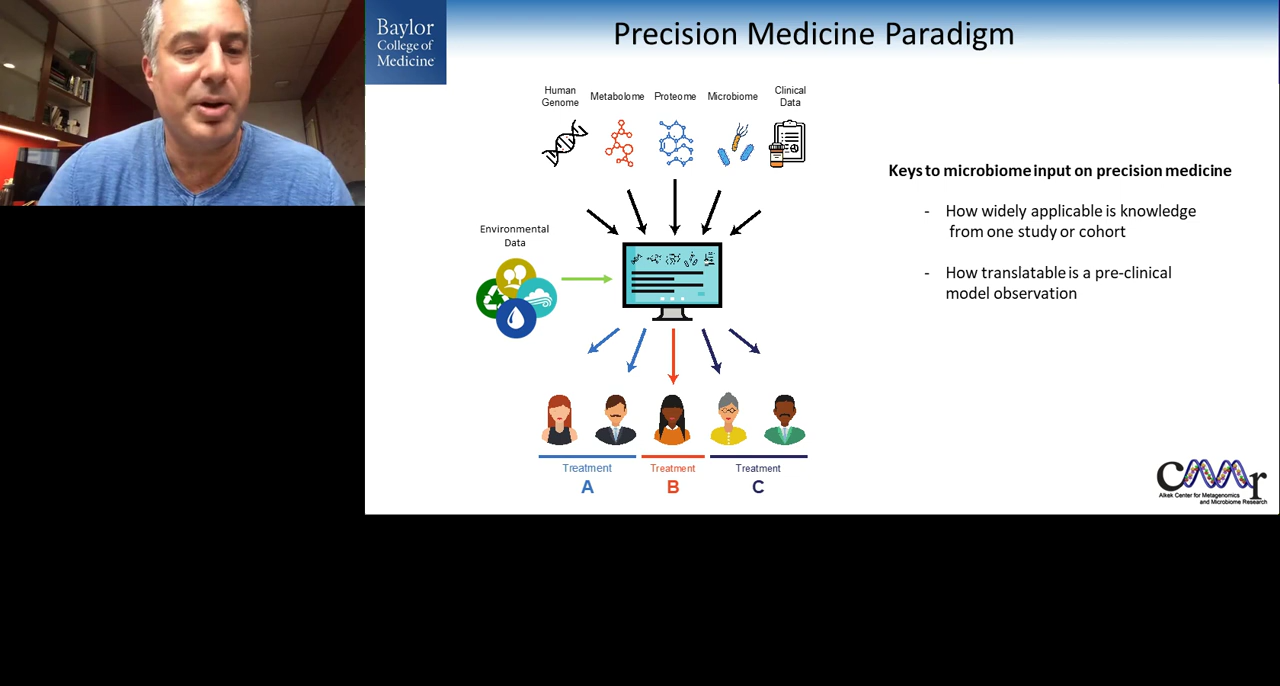 Baylor
College of
Medicine
Precision Medicine Paradigm
Human
Genome
Metabolome
Proteome
Microbiome
Clinical
Data
Environmental
Data
Treatment
A
Treatment
B
Treatment
C
Keys to microbiome input on precision medicine
- How widely applicable is knowledge
from one study or cohort
- How translatable is a pre-clinical
model observation
CMMr
Alkek Center for Metagenomics
and Microbiome Research